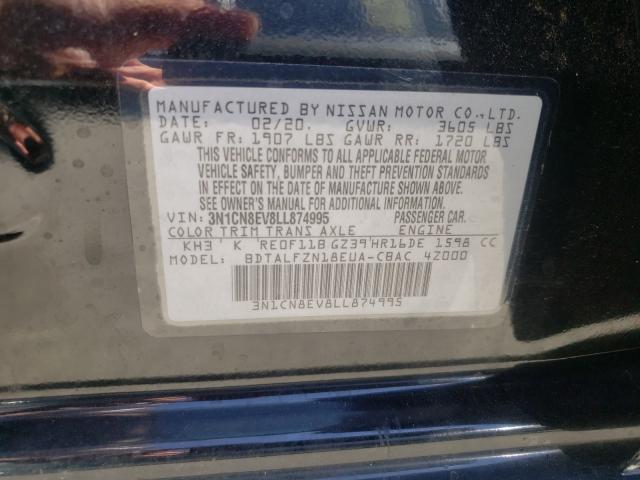 MANUFACTURED BY NISSAN MOTOR CO.,LTD.
DATE: 02/20. GVWR: 3605 LBS
GAWR FR: 1907 LBS GAWR RR: 1720 LBS
THIS VEHICLE CONFORMS TO ALL APPLICABLE FEDERAL MOTOR
VEHICLE SAFETY, BUMPER AND THEFT PREVENTION STANDARDS
IN EFFECT ON THE DATE OF MANUFACTURE SHOWN ABOVE.
SEE OWNER'S MANUAL FOR ADDITIONAL INFORMATION.
VIN: 3N1CN8EV8LL874995 PASSENGER CAR.
COLOR TRIM TRANS AXLE ENGINE
KH3 K RE0F11B GZ39 HR16DE 1598 CC
MODEL: BDTALFZN18EUA-CBAC 4Z000
3N1CN8EV8LL874995